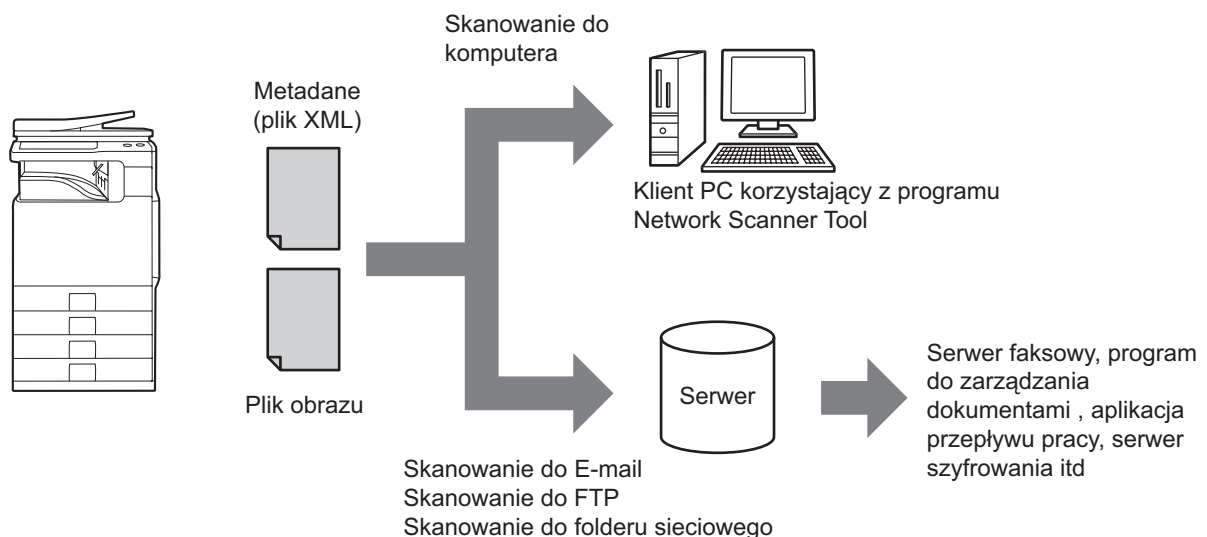 Skanowanie do
komputera
Metadane
(plik XML)
Klient PC korzystający z programu
Network Scanner Tool
Plik obrazu
Serwer
Serwer faksowy, program
do zarządzania
dokumentami , aplikacja
przepływu pracy, serwer
szyfrowania itd
Skanowanie do E-mail
Skanowanie do FTP
Skanowanie do folderu sieciowego